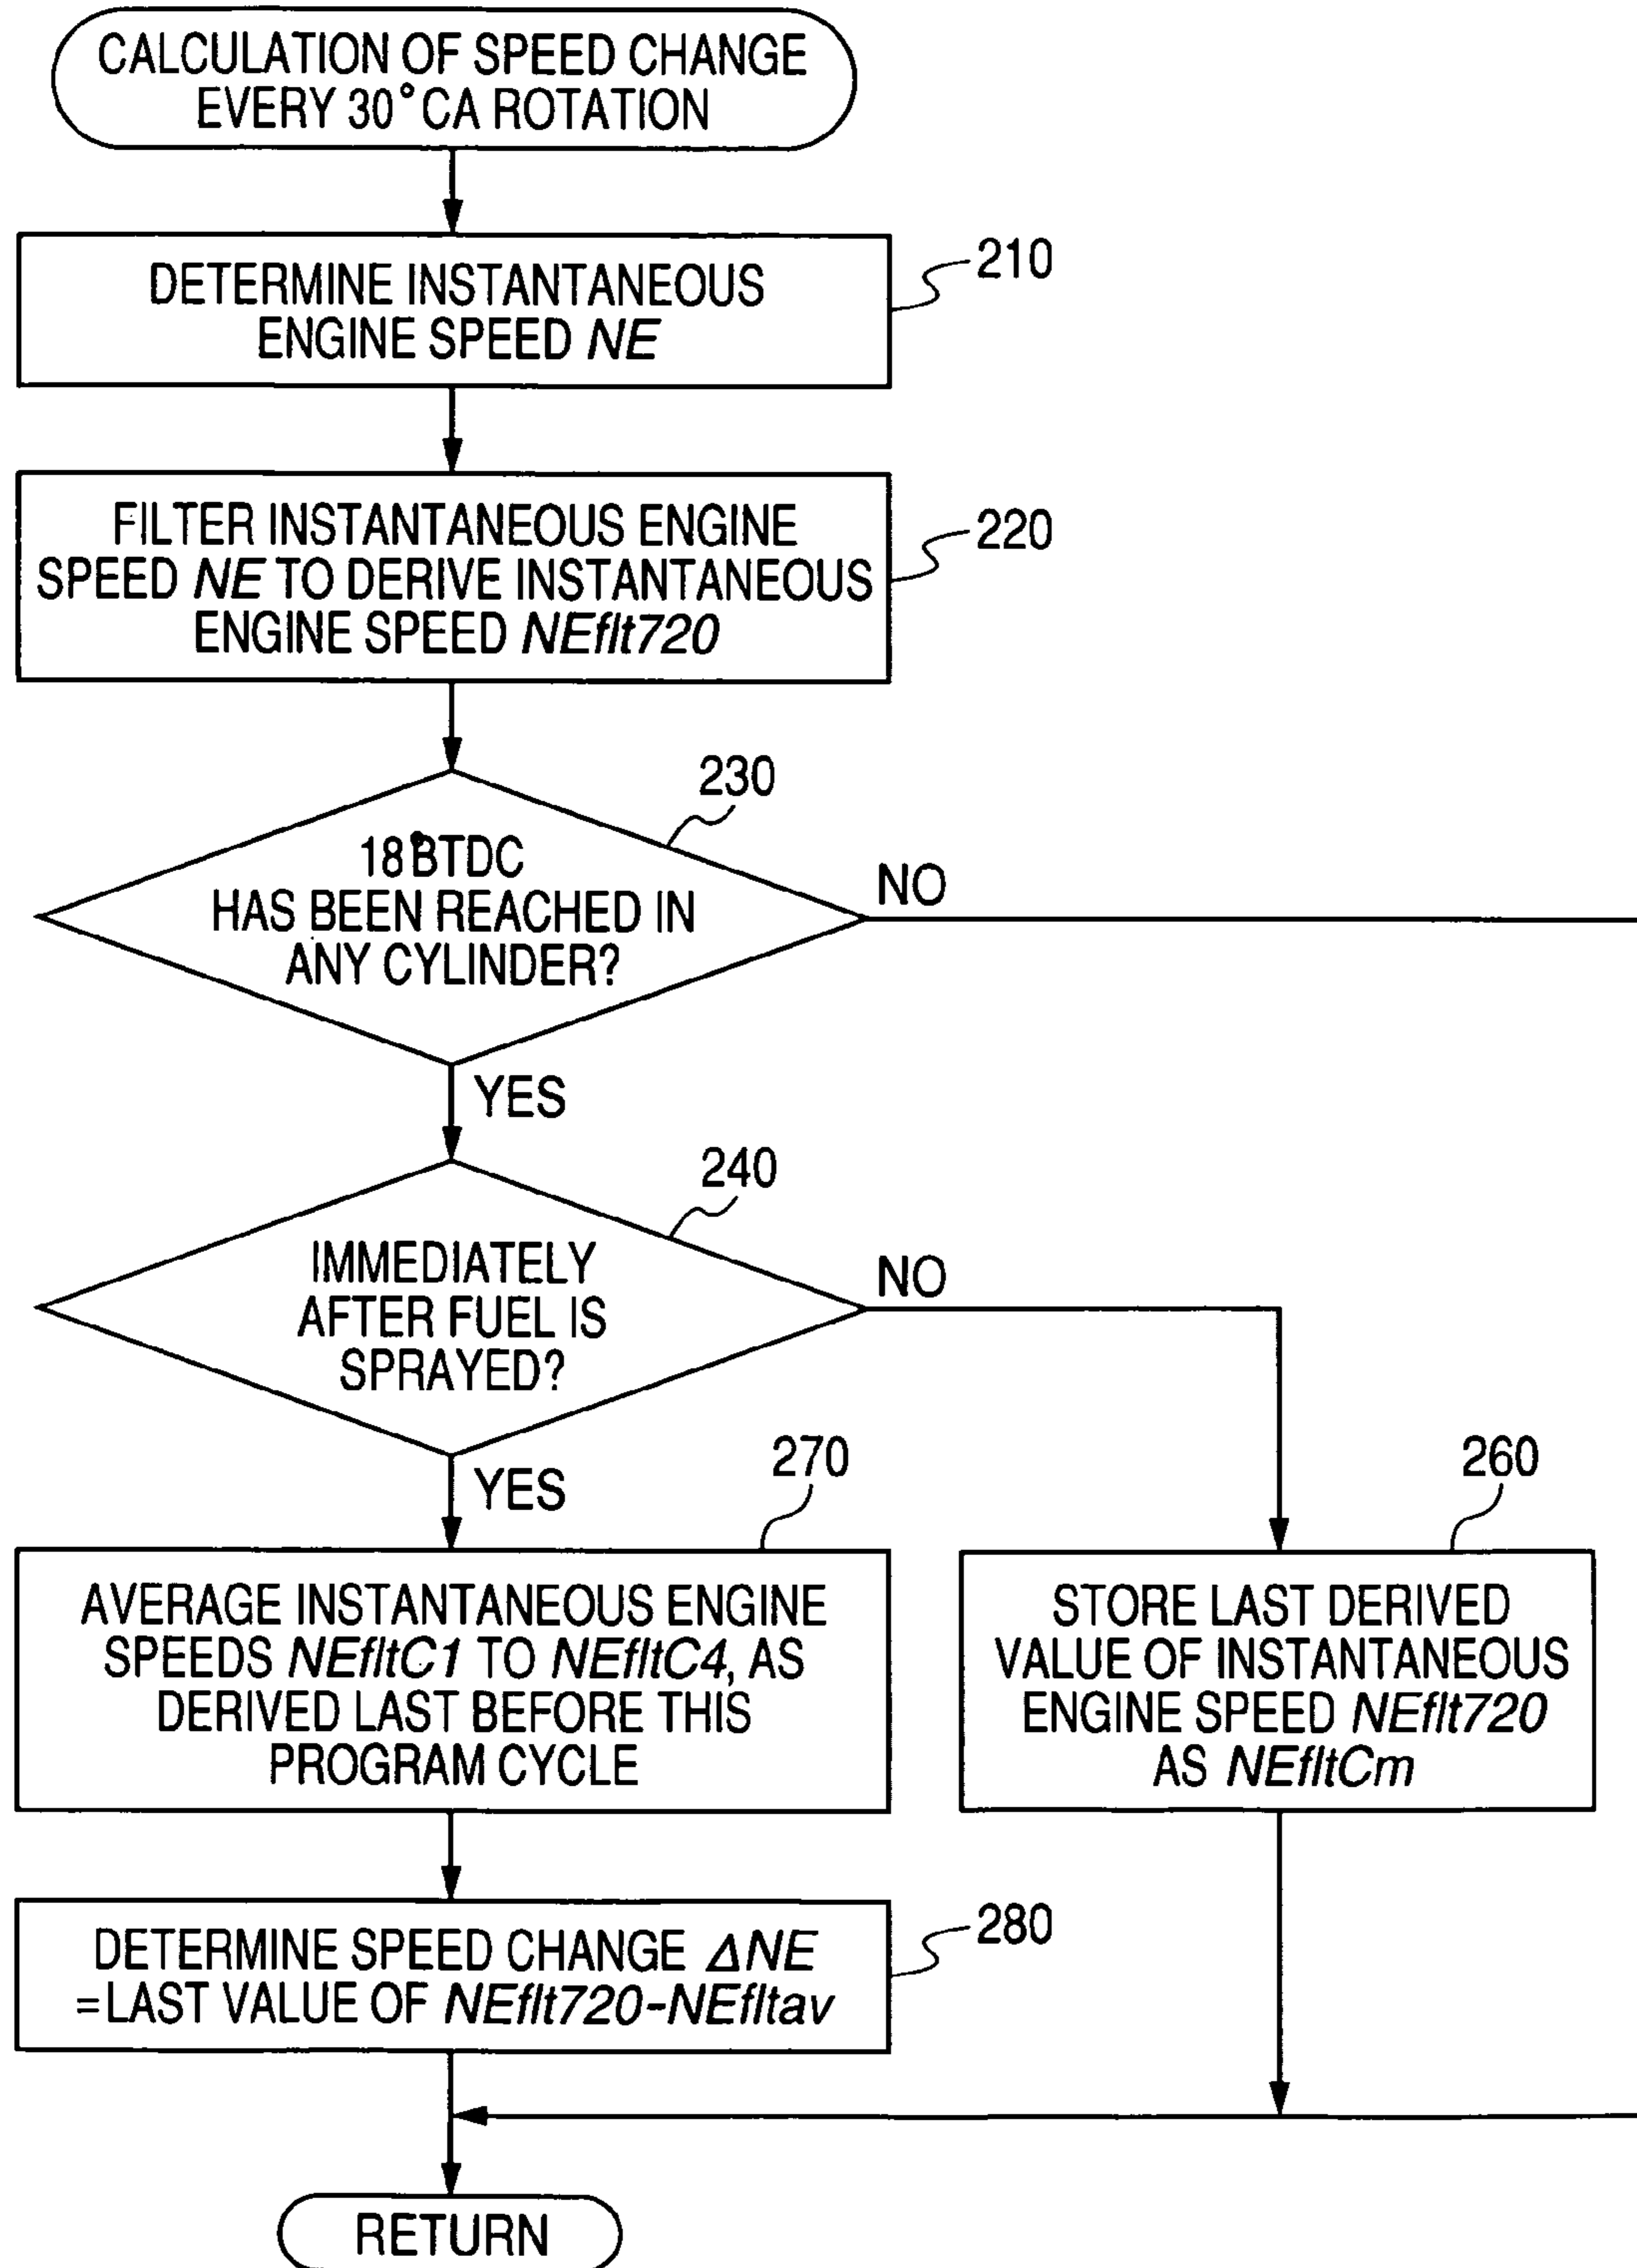 CALCULATION OF SPEED CHANGE
EVERY 30°CA ROTATION
DETERMINE INSTANTANEOUS
ENGINE SPEED NE
210
FILTER INSTANTANEOUS ENGINE
SPEED NE TO DERIVE INSTANTANEOUS
ENGINE SPEED NEflt720
220
230
18°BTDC
HAS BEEN REACHED IN
ANY CYLINDER?
NO
YES
240
IMMEDIATELY
AFTER FUEL IS
SPRAYED?
NO
YES
270
AVERAGE INSTANTANEOUS ENGINE
SPEEDS NEfltC1 TO NEfltC4, AS
DERIVED LAST BEFORE THIS
PROGRAM CYCLE
260
STORE LAST DERIVED
VALUE OF INSTANTANEOUS
ENGINE SPEED NEflt720
AS NEfltCm
DETERMINE SPEED CHANGE ΔNE
=LAST VALUE OF NEflt720-NEfltav
280
RETURN